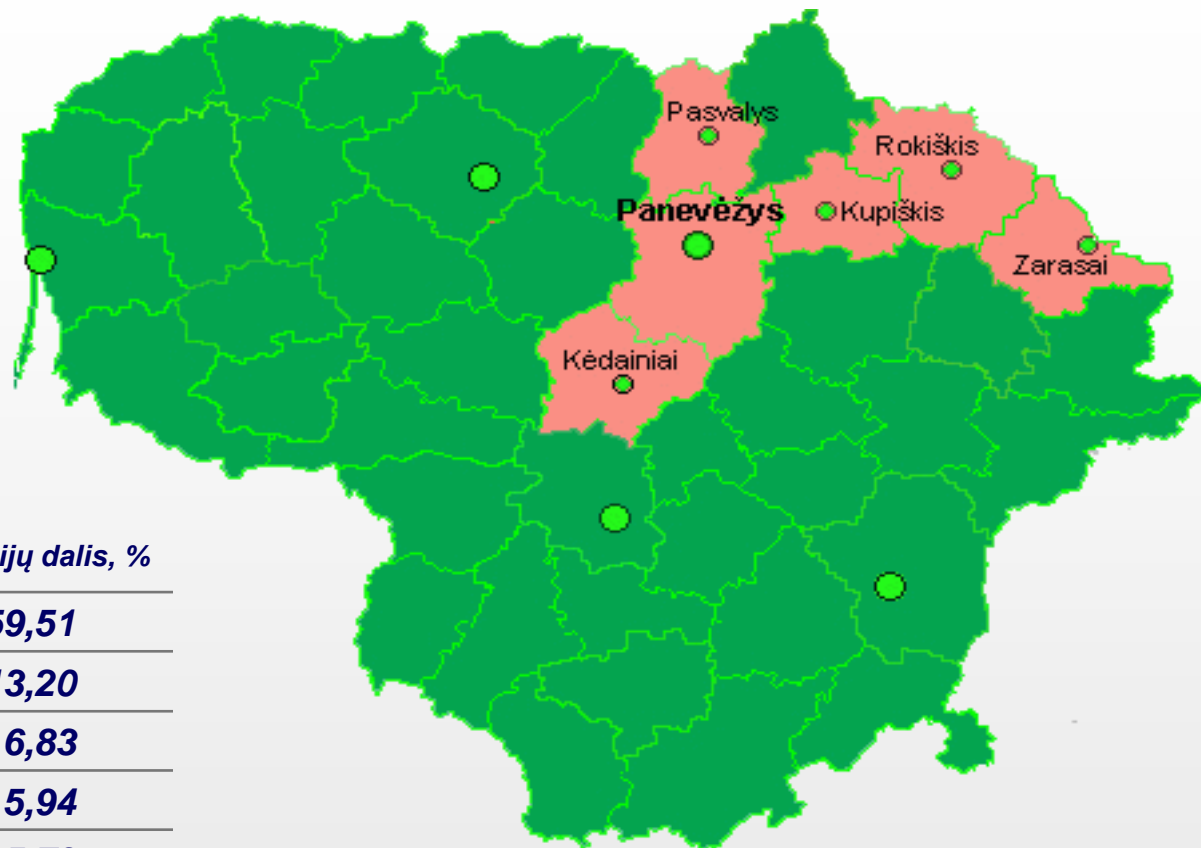 Pasvalys
Rokiškis
Panevėžys
Kupiškis
Zarasai
Kėdainiai
dalis, %
13,20
6,83
5,94